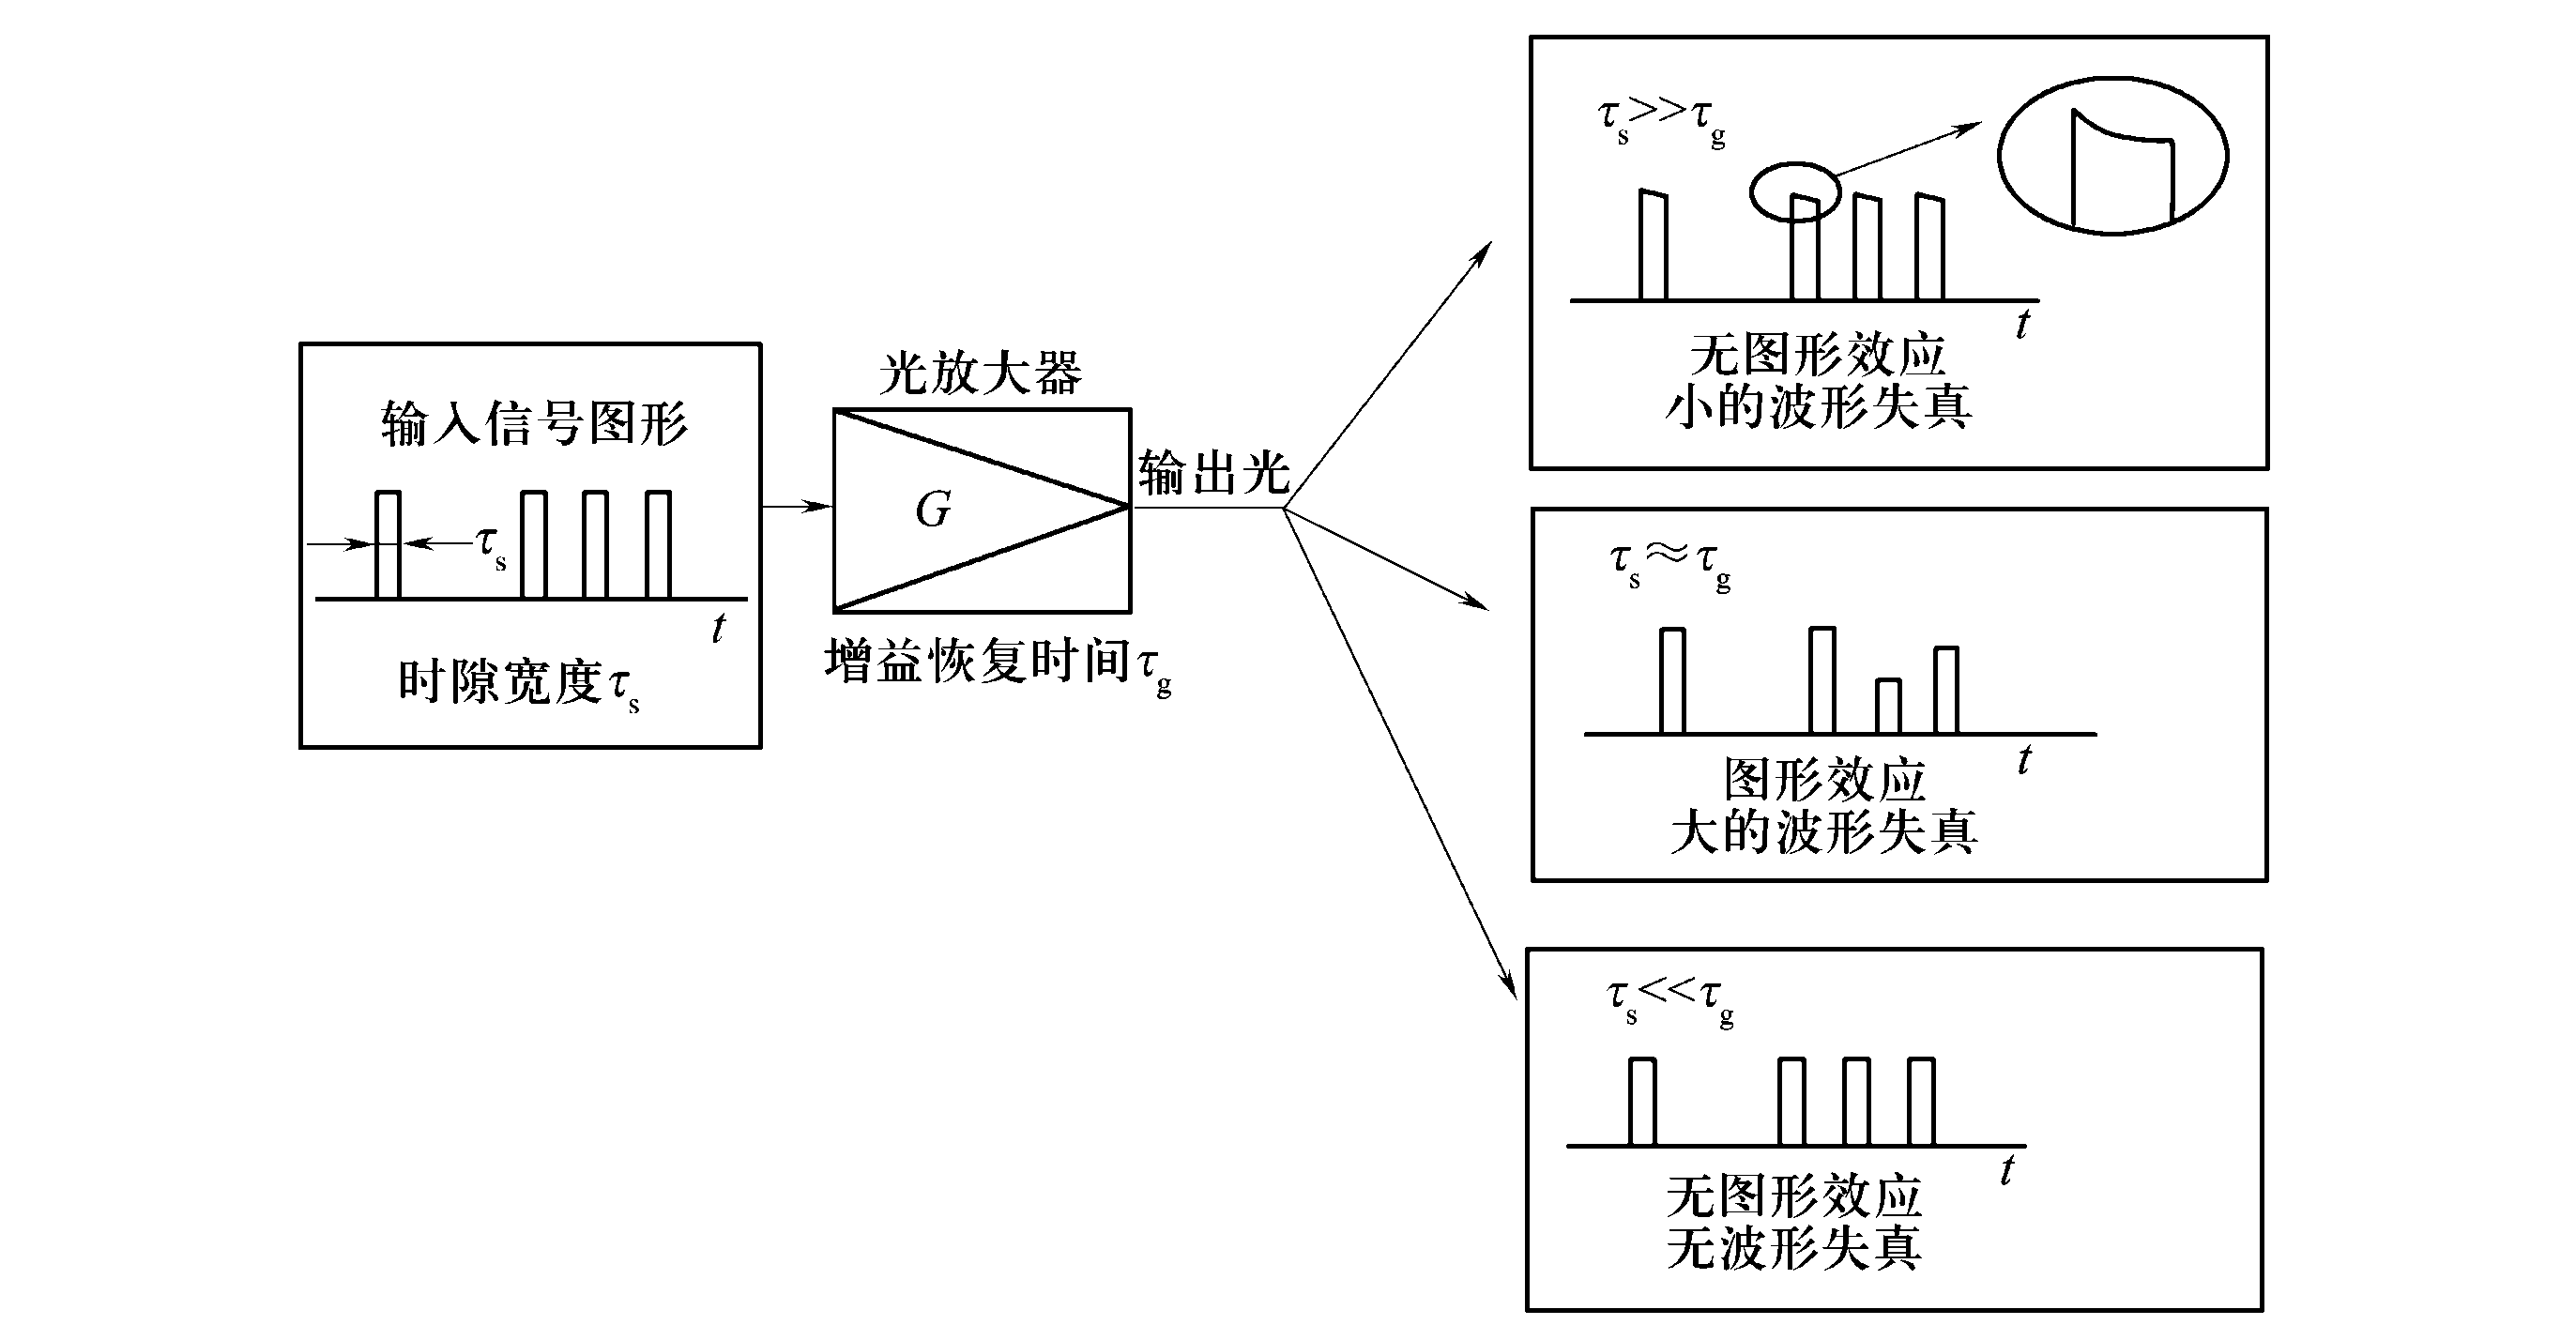 输入信号图形
τs
t
时隙宽度τs
光放大器
G
增益恢复时间τg
输出光
τs>>τg
t
无图形效应
小的波形失真
τs≈τg
t
图形效应
大的波形失真
τs<<τg
t
无图形效应
无波形失真